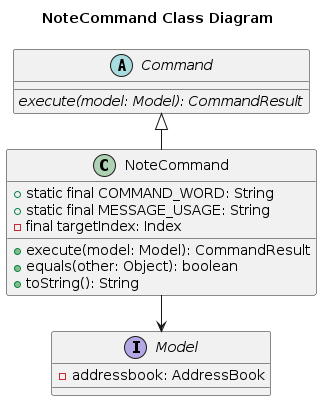 NoteCommand Class Diagram
A Command
execute(model: Model): CommandResult
C NoteCommand
static final COMMAND_WORD: String
static final MESSAGE_USAGE: String
final targetIndex: Index
execute(model: Model): CommandResult
equals(other: Object): boolean
toString(): String
I Model
addressbook: AddressBook